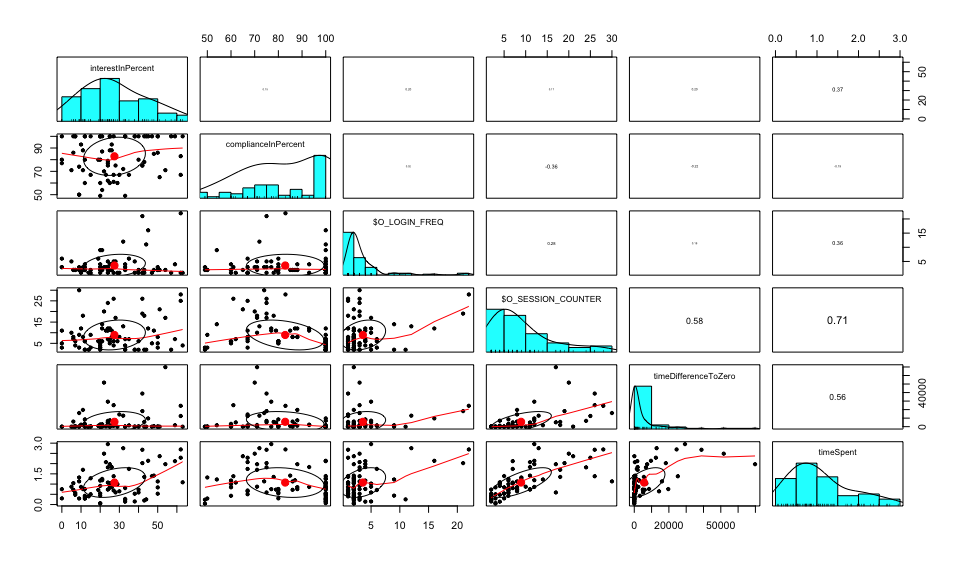 50 60 70 80 90 100 5 10 15 20 25 30 0.0 1.0 2.0 3.0
interestInPercent 0.37 0 20 50
50 70 90 complianceInPercent -0.36
$O_LOGIN_FREQ 0.28 0.36 5 15
5 15 25 $O_SESSION_COUNTER 0.58 0.71
timeDifferenceToZero 0.56 0 40000
0.0 1.5 3.0 timeSpent
0 10 30 50 5 10 15 20 0 20000 50000